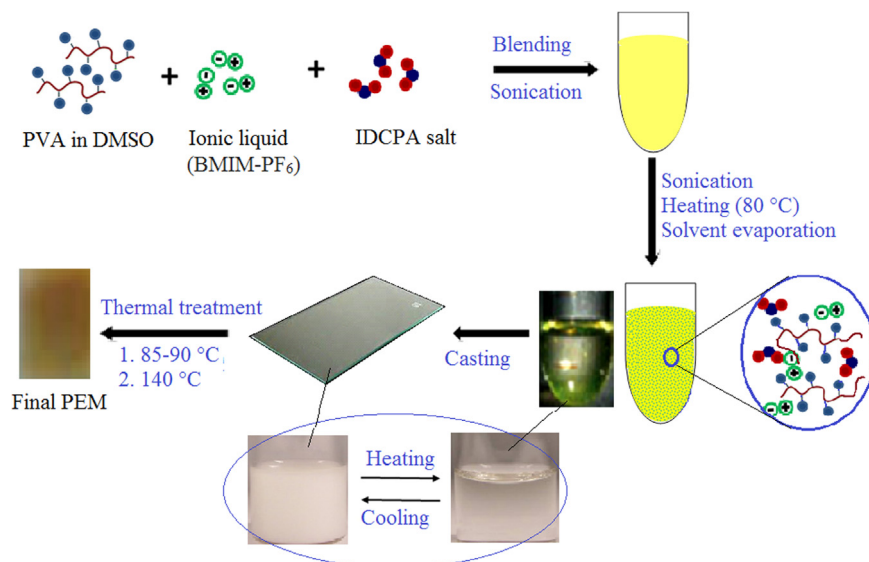 +
+
Blending
Sonication
PVA in DMSO
Ionic liquid
(BMIM-PF₆)
IDCPA salt
Sonication
Heating (80 °C)
Solvent evaporation
Thermal treatment
1. 85-90 °C
2. 140 °C
Casting
Final PEM
Heating
Cooling